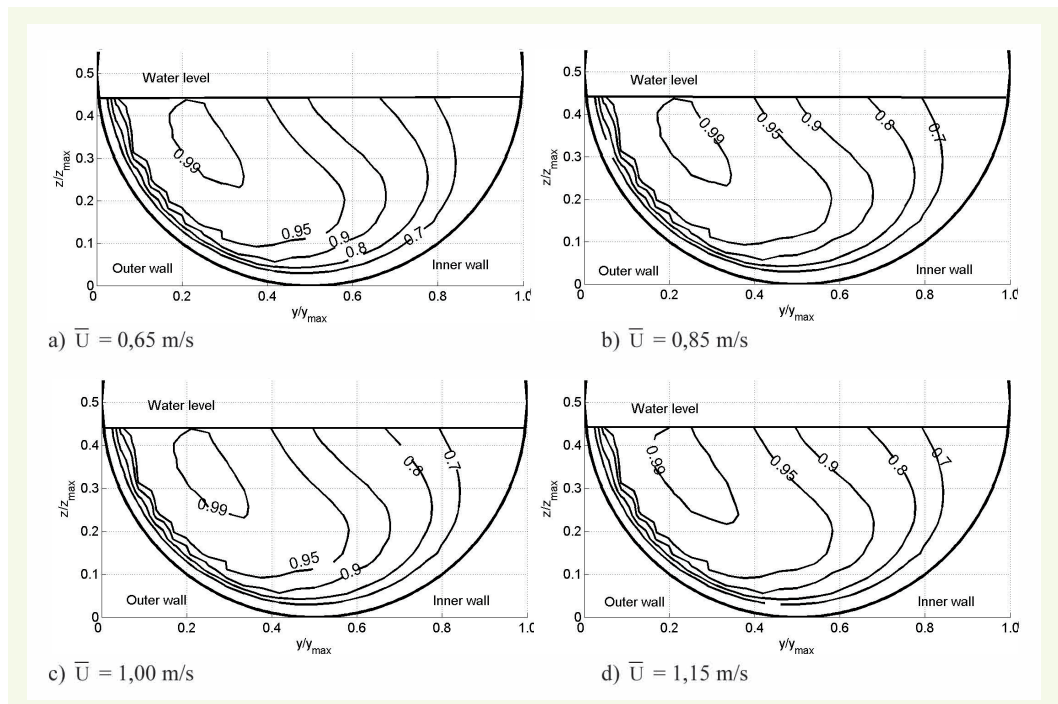 0.5
Water level
0.4
0.3
0.2
0.1
0
z/z_max
0.99
0.95
0.9
0.8
0.7
Outer wall
Inner wall
0 0.2 0.4 0.6 0.8 1.0
y/y_max
a) U̅ = 0,65 m/s
0.5
Water level
0.4
0.3
0.2
0.1
0
z/z_max
0.99
0.95
0.9
0.8
0.7
Outer wall
Inner wall
0 0.2 0.4 0.6 0.8 1.0
y/y_max
b) U̅ = 0,85 m/s
0.5
Water level
0.4
0.3
0.2
0.1
0
z/z_max
0.99
0.95
0.9
0.8
0.7
Outer wall
Inner wall
0 0.2 0.4 0.6 0.8 1.0
y/y_max
c) U̅ = 1,00 m/s
0.5
Water level
0.4
0.3
0.2
0.1
0
z/z_max
0.99
0.95
0.9
0.8
0.7
Outer wall
Inner wall
0 0.2 0.4 0.6 0.8 1.0
y/y_max
d) U̅ = 1,15 m/s